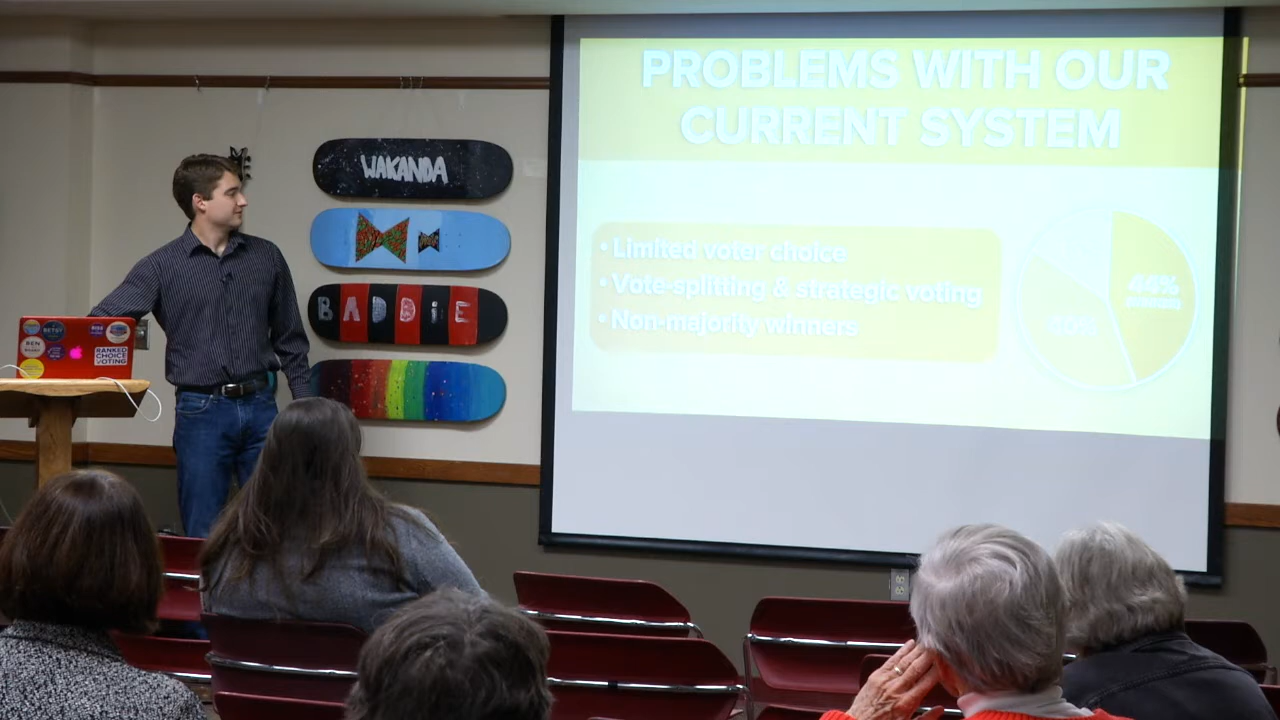 PROBLEMS WITH OUR
CURRENT SYSTEM
• Limited voter choice
• Vote-splitting & strategic voting
• Non-majority winners
44%
40%
WAKANDA
BADDiE
BETSY
BEN
RANKED
CHOICE
VOTING